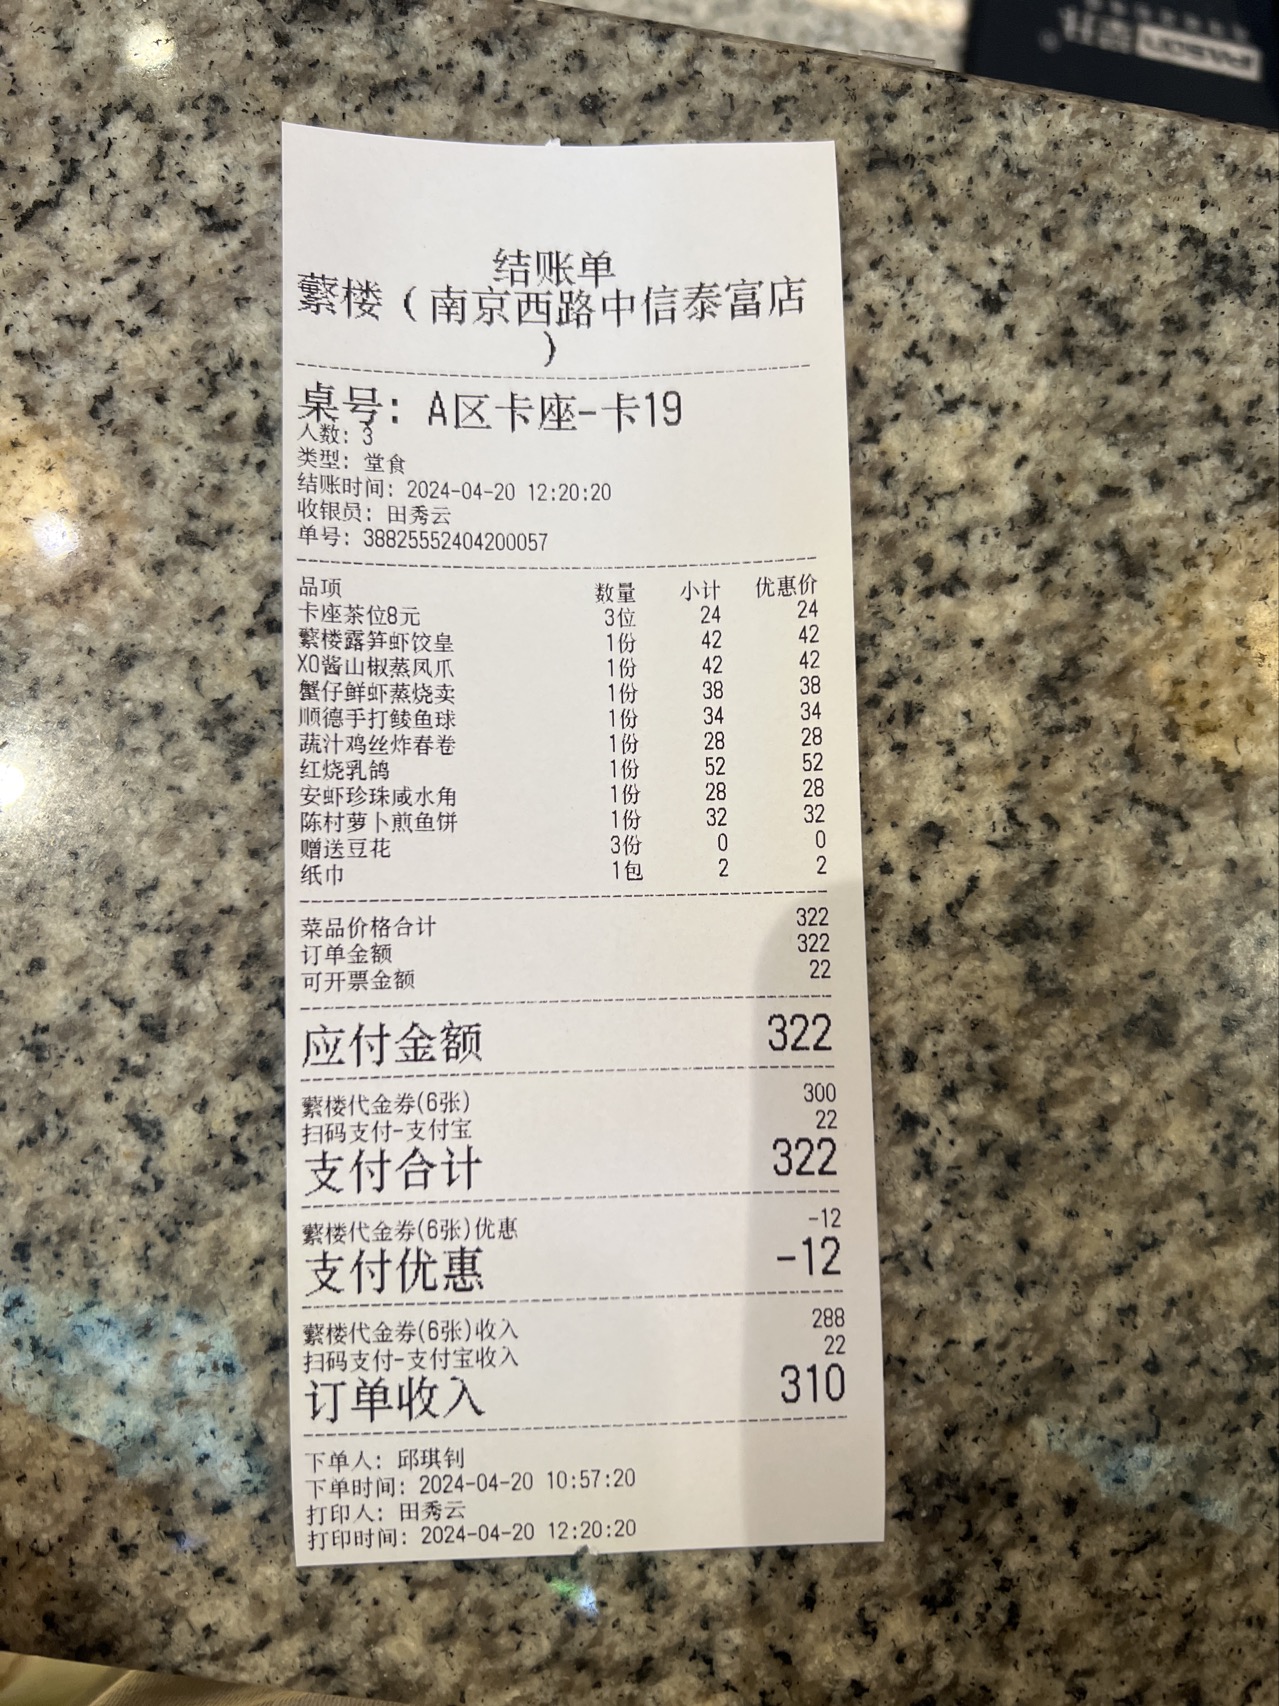 结账单
蘩楼（南京西路中信泰富店
）
桌号：A区卡座-卡19
人数：3
类型：堂食
结账时间：2024-04-20 12:20:20
收银员：田秀云
单号：38825552404200057
品项 数量 小计 优惠价
卡座茶位8元 3位 24 24
蘩楼露笋虾饺皇 1份 42 42
XO酱山椒蒸凤爪 1份 42 42
蟹仔鲜虾蒸烧卖 1份 38 38
顺德手打鲮鱼球 1份 34 34
蔬汁鸡丝炸春卷 1份 28 28
红烧乳鸽 1份 52 52
安虾珍珠咸水角 1份 28 28
陈村萝卜煎鱼饼 1份 32 32
赠送豆花 3份 0 0
纸巾 1包 2 2
菜品价格合计 322
订单金额 322
可开票金额 22
应付金额 322
蘩楼代金券(6张) 300
扫码支付-支付宝 22
支付合计 322
蘩楼代金券(6张)优惠 -12
支付优惠 -12
蘩楼代金券(6张)收入 288
扫码支付-支付宝收入 22
订单收入 310
下单人：邱琪钊
下单时间：2024-04-20 10:57:20
打印人：田秀云
打印时间：2024-04-20 12:20:20